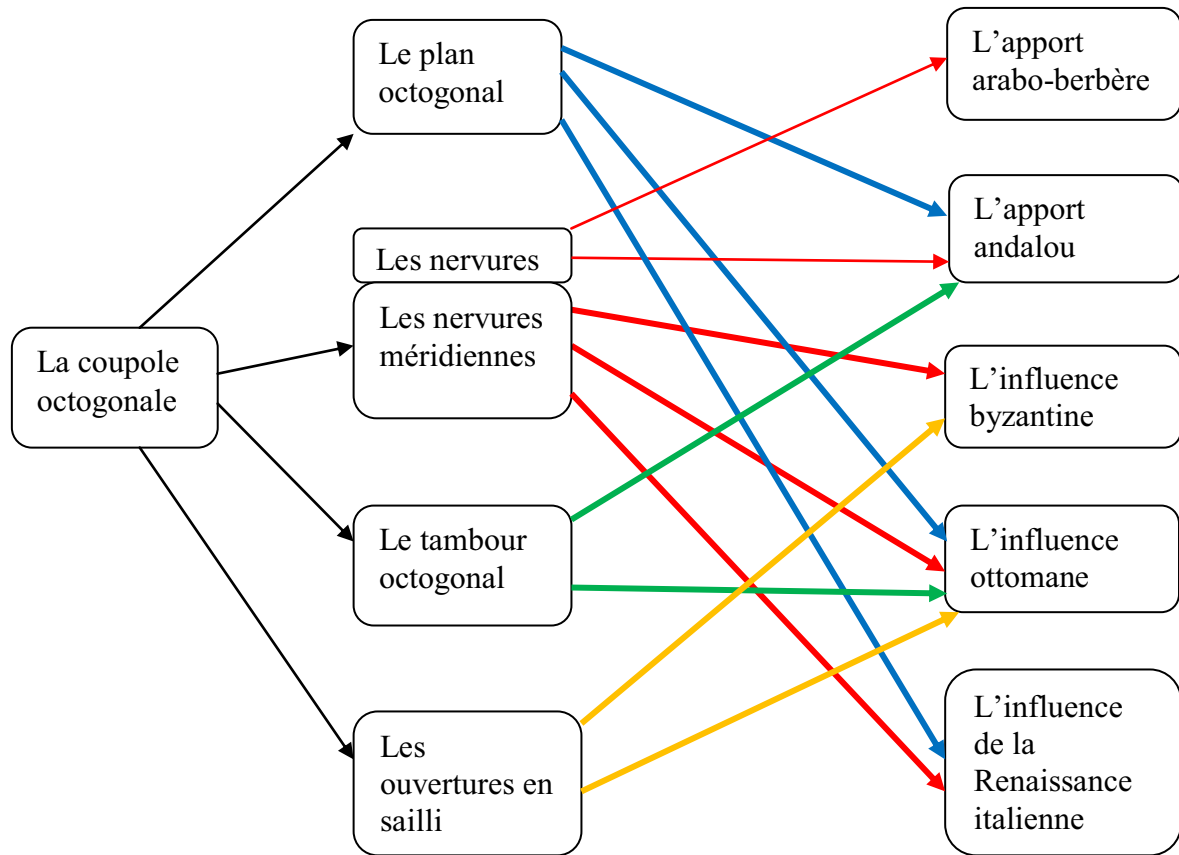 La coupole
octogonale
Le plan
octogonal
Les nervures
Les nervures
méridiennes
Le tambour
octogonal
Les
ouvertures en
sailli
L’apport
arabo-berbère
L’apport
andalou
L’influence
byzantine
L’influence
ottomane
L’influence
de la
Renaissance
italienne